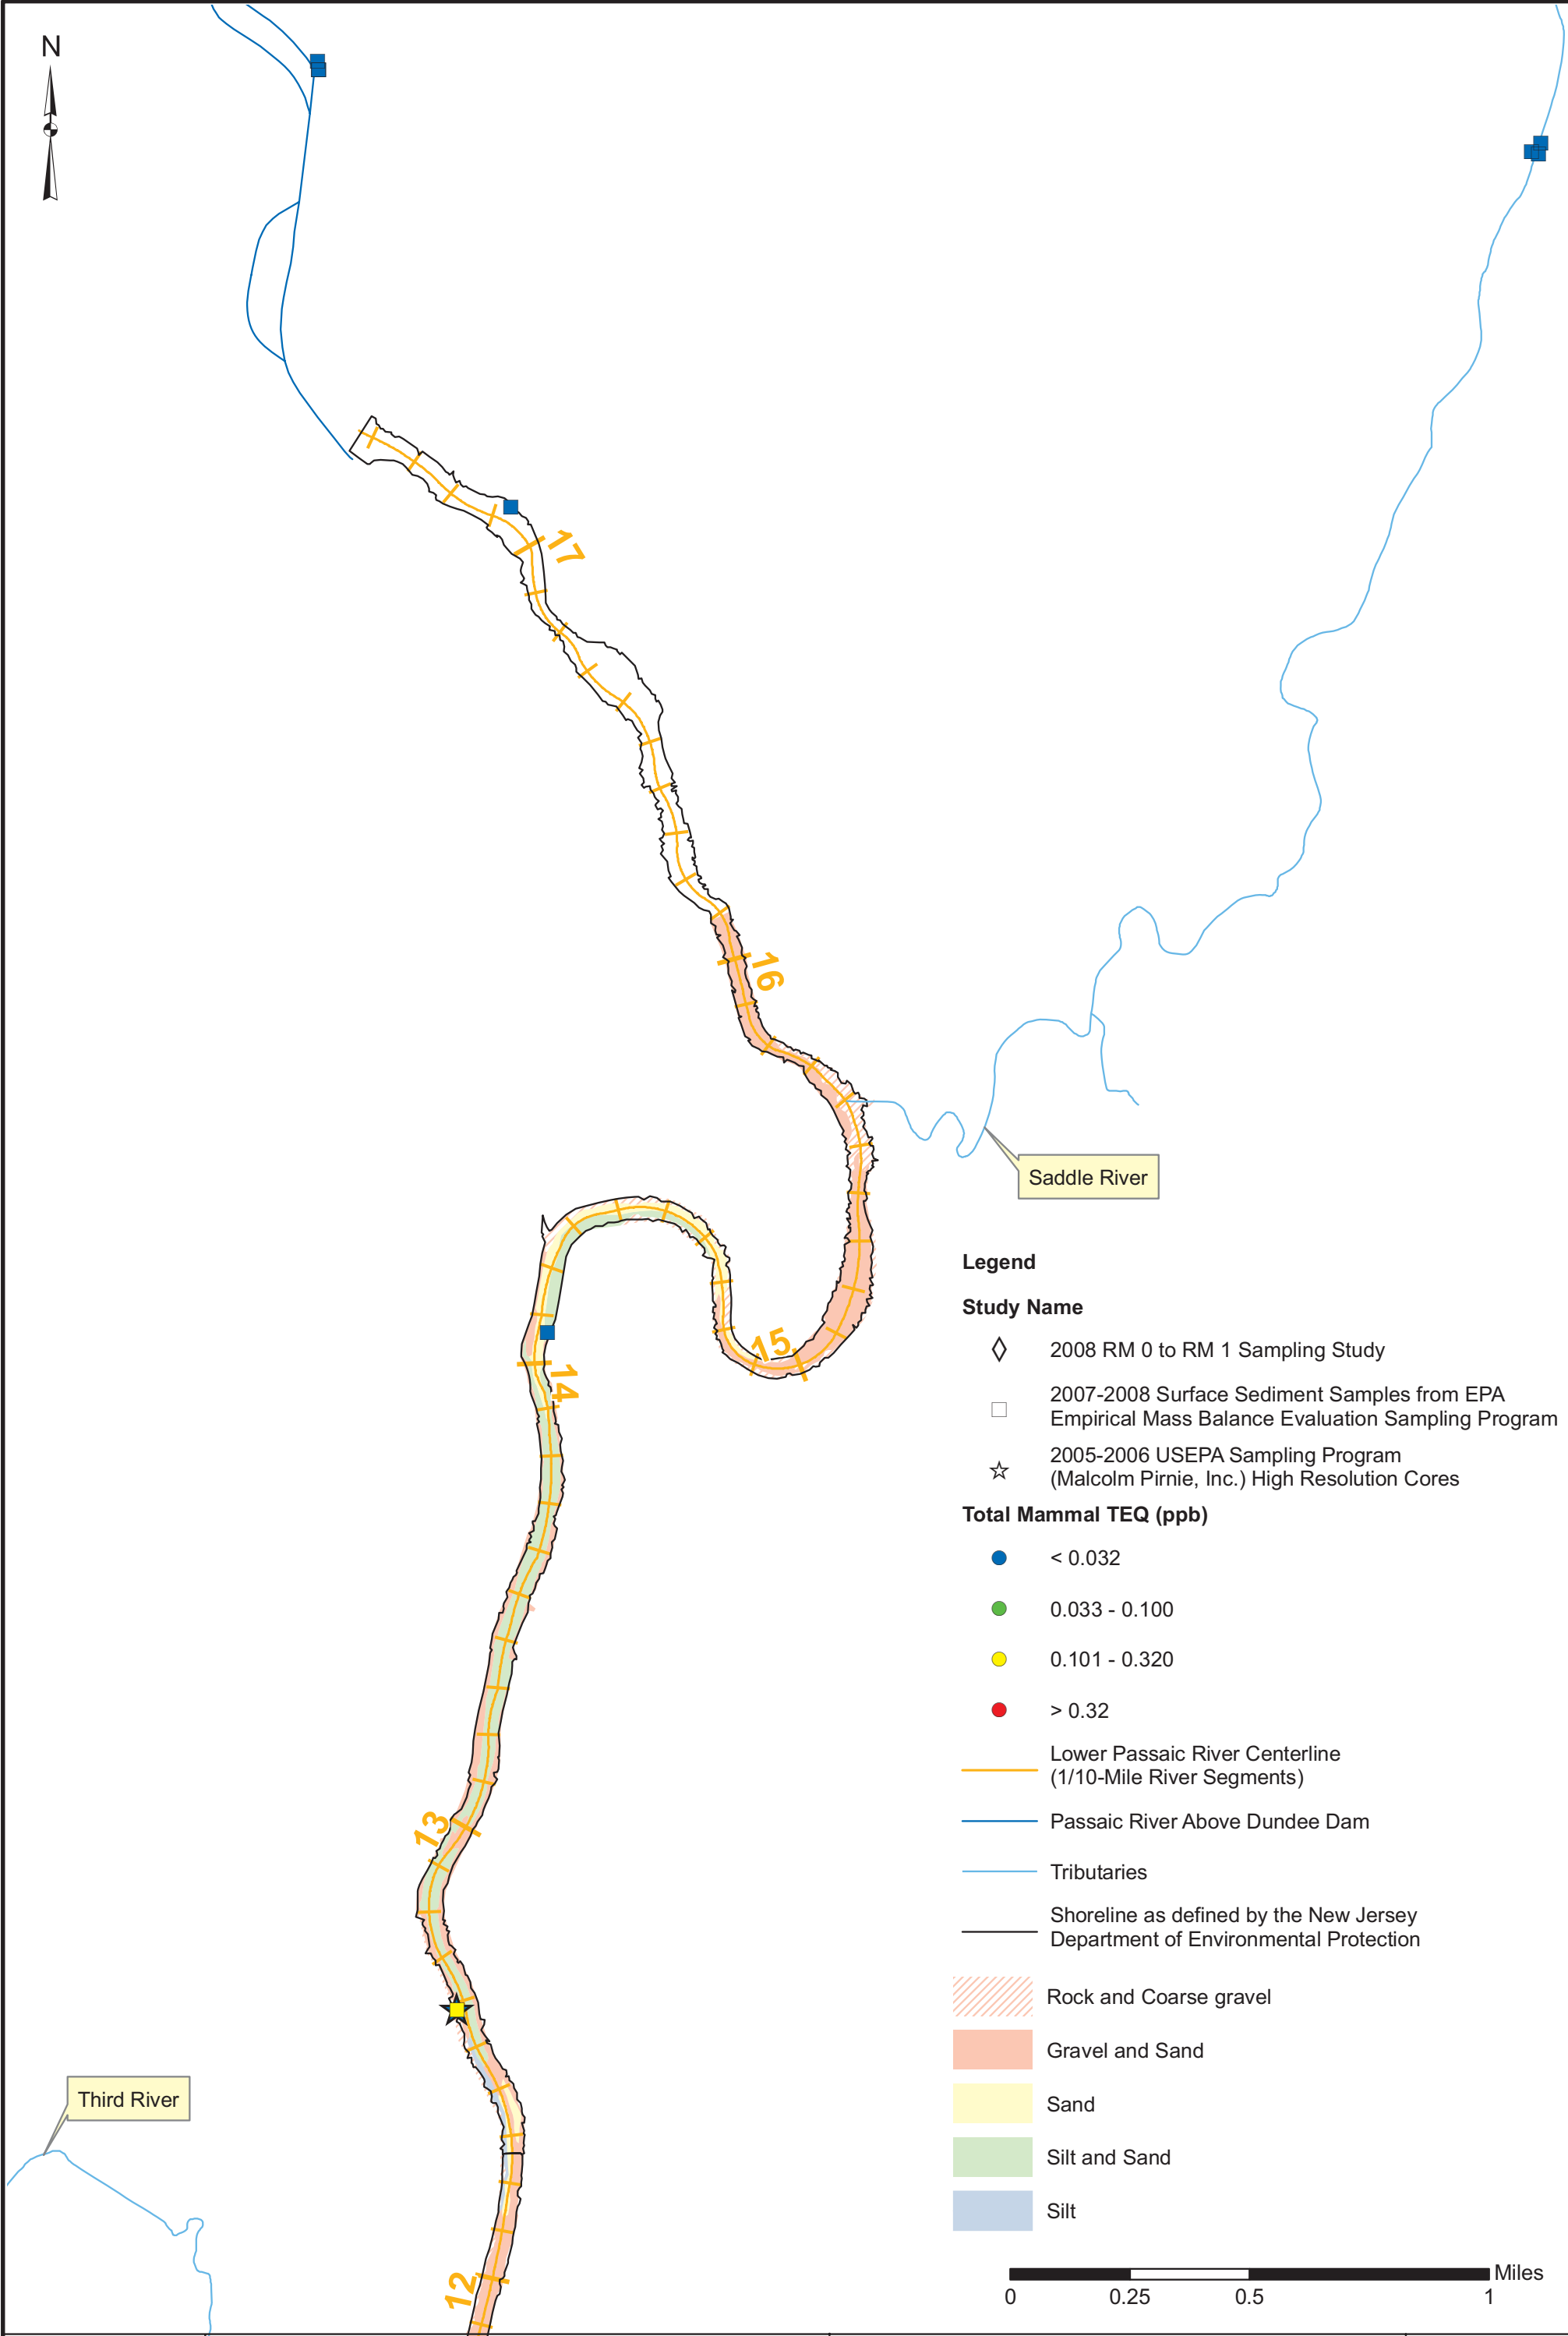 N
17
16
Saddle River
15
14
13
Third River
12
Legend
Study Name
2008 RM 0 to RM 1 Sampling Study
2007-2008 Surface Sediment Samples from EPA
Empirical Mass Balance Evaluation Sampling Program
2005-2006 USEPA Sampling Program
(Malcolm Pirnie, Inc.) High Resolution Cores
Total Mammal TEQ (ppb)
< 0.032
0.033 - 0.100
0.101 - 0.320
> 0.32
Lower Passaic River Centerline
(1/10-Mile River Segments)
Passaic River Above Dundee Dam
Tributaries
Shoreline as defined by the New Jersey
Department of Environmental Protection
Rock and Coarse gravel
Gravel and Sand
Sand
Silt and Sand
Silt
Miles
0 0.25 0.5 1